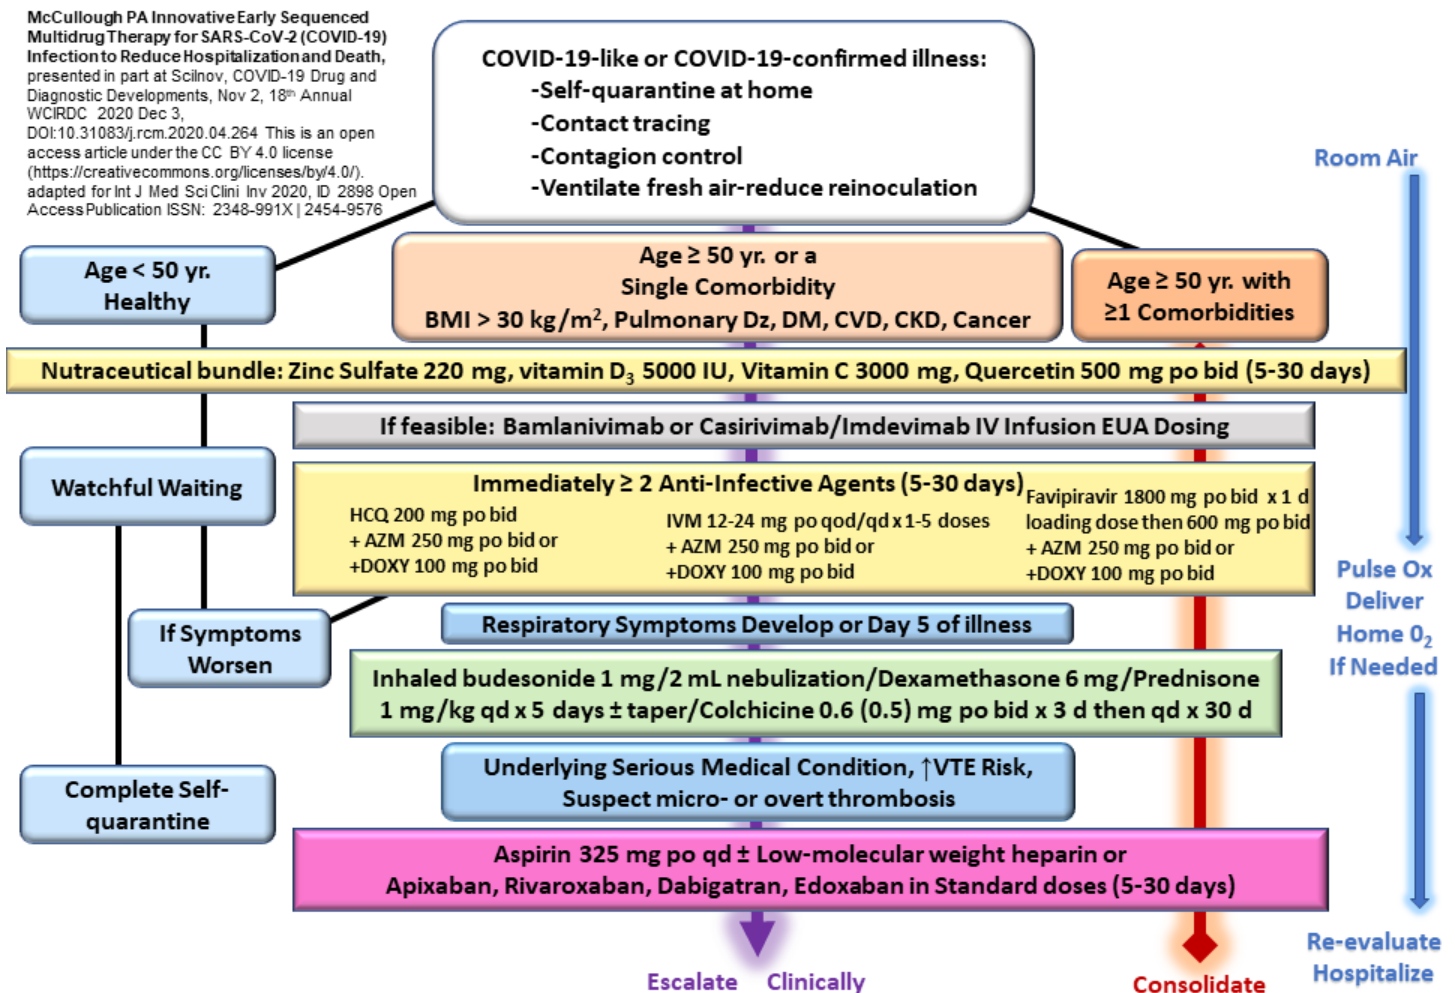 McCullough PA Innovative Early Sequenced
Multidrug Therapy for SARS-CoV-2 (COVID-19)
Infection to Reduce Hospitalization and Death,
presented in part at Scilnov, COVID-19 Drug and
Diagnostic Developments, Nov 2, 18th Annual
WCIRDC 2020 Dec 3,
DOI:10.31083/j.rcm.2020.04.264 This is an open
access article under the CC BY 4.0 license
(https://creativecommons.org/licenses/by/4.0/).
adapted for Int J Med Sci Clini Inv 2020, ID 2898 Open
Access Publication ISSN: 2348-991X | 2454-9576
COVID-19-like or COVID-19-confirmed illness:
-Self-quarantine at home
-Contact tracing
-Contagion control
-Ventilate fresh air-reduce reinoculation
Room Air
Age < 50 yr.
Healthy
Age ≥ 50 yr. or a
Single Comorbidity
BMI > 30 kg/m2, Pulmonary Dz, DM, CVD, CKD, Cancer
Age ≥ 50 yr. with
≥1 Comorbidities
Nutraceutical bundle: Zinc Sulfate 220 mg, vitamin D3 5000 IU, Vitamin C 3000 mg, Quercetin 500 mg po bid (5-30 days)
If feasible: Bamlanivimab or Casirivimab/Imdevimab IV Infusion EUA Dosing
Watchful Waiting
Immediately ≥ 2 Anti-Infective Agents (5-30 days)
HCQ 200 mg po bid
+ AZM 250 mg po bid or
+DOXY 100 mg po bid
IVM 12-24 mg po qod/qd x 1-5 doses
+ AZM 250 mg po bid or
+DOXY 100 mg po bid
Favipiravir 1800 mg po bid x 1 d
loading dose then 600 mg po bid
+ AZM 250 mg po bid or
+DOXY 100 mg po bid
Pulse Ox
Deliver
Home 02
If Needed
If Symptoms
Worsen
Respiratory Symptoms Develop or Day 5 of illness
Inhaled budesonide 1 mg/2 mL nebulization/Dexamethasone 6 mg/Prednisone
1 mg/kg qd x 5 days ± taper/Colchicine 0.6 (0.5) mg po bid x 3 d then qd x 30 d
Underlying Serious Medical Condition, ↑VTE Risk,
Suspect micro- or overt thrombosis
Complete Self-
quarantine
Aspirin 325 mg po qd ± Low-molecular weight heparin or
Apixaban, Rivaroxaban, Dabigatran, Edoxaban in Standard doses (5-30 days)
Re-evaluate
Hospitalize
Escalate Clinically
Consolidate